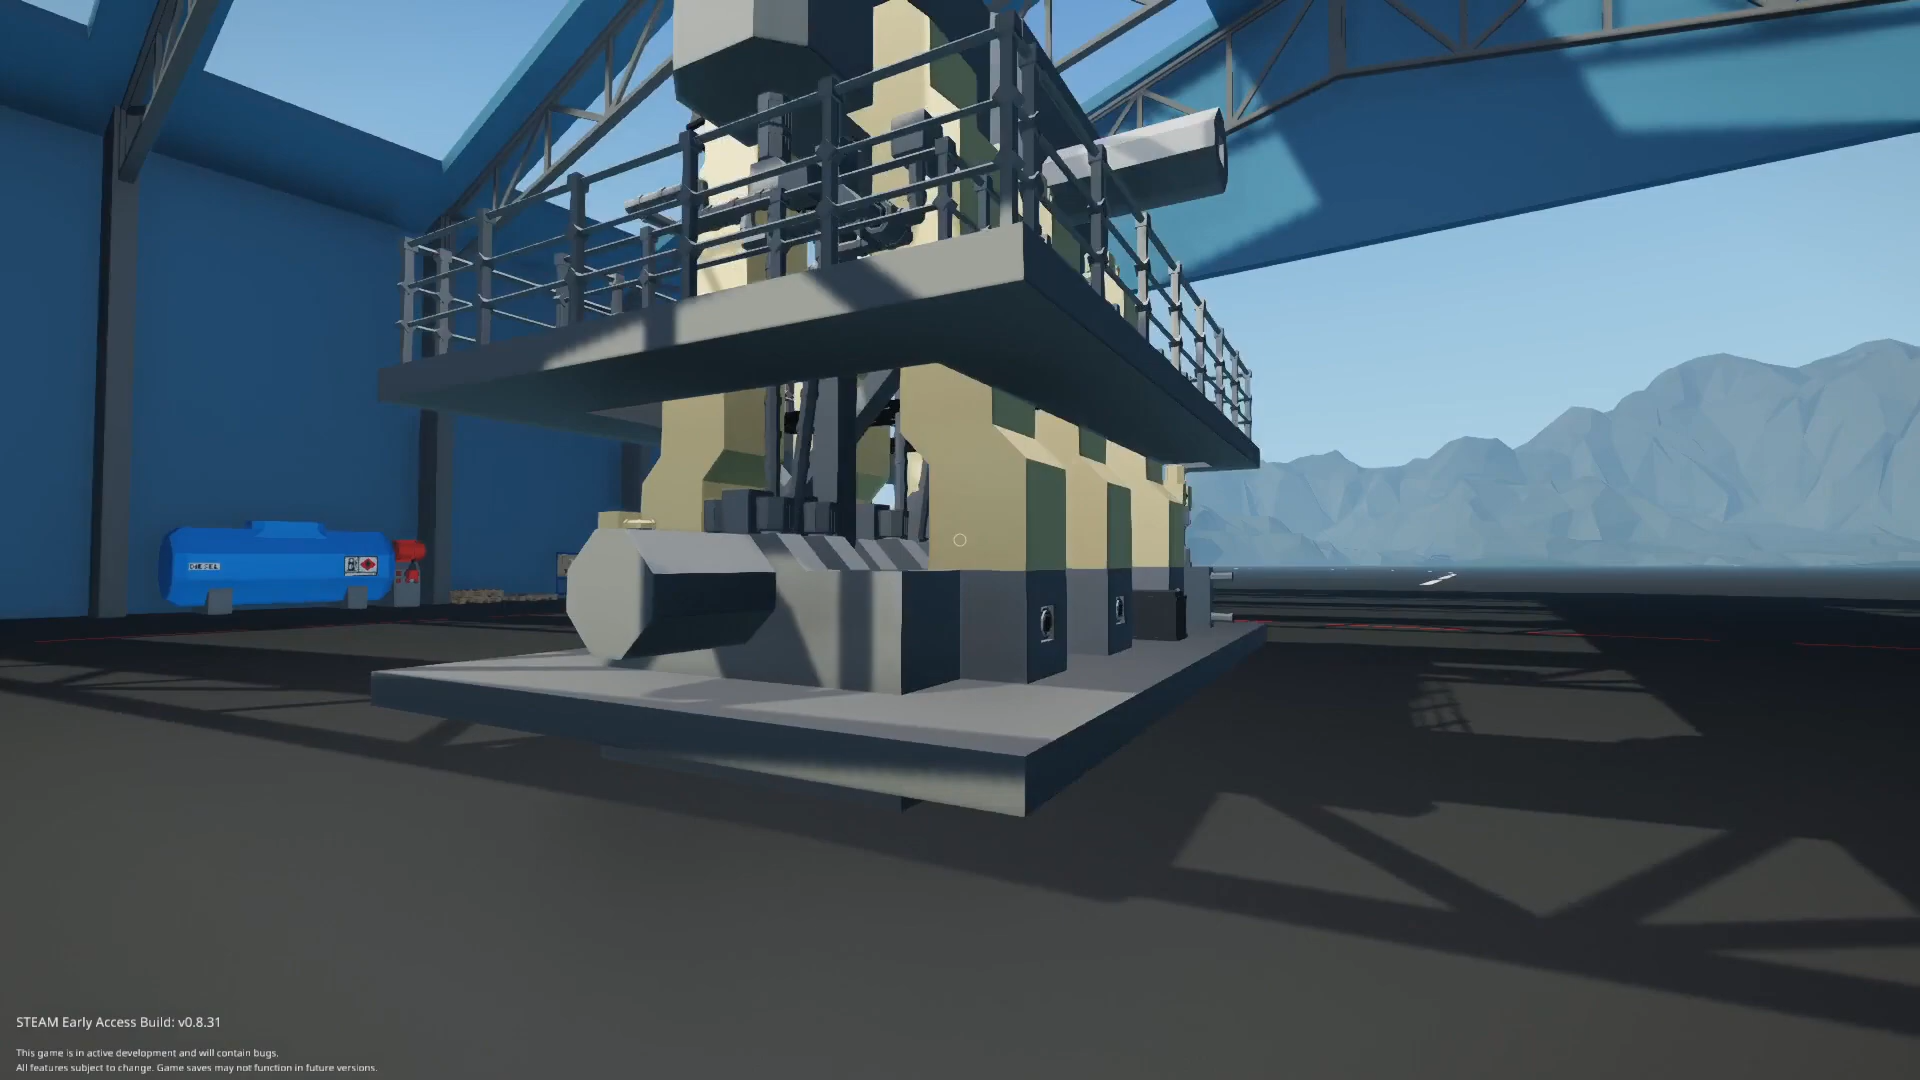 DIESEL
STEAM Early Access Build: v0.8.31
This game is in active development and will contain bugs.
All features subject to change. Game saves may not function in future versions.